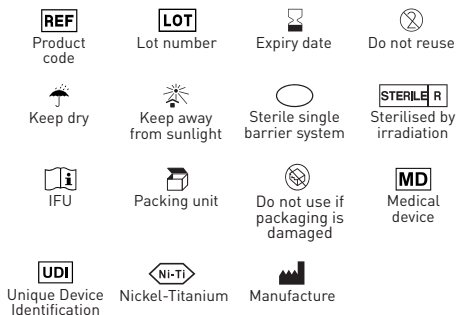 REF
LOT
Product
code
Lot number
Expiry date
2
Do not reuse
STERILE R
Keep dry
Keep away
from sunlight
Sterile single
barrier system
Sterilised by
irradiation
i
MD
IFU
Packing unit
Do not use if
packaging is
damaged
Medical
device
UDI
Ni-Ti
Unique Device
Identification
Nickel-Titanium
Manufacture